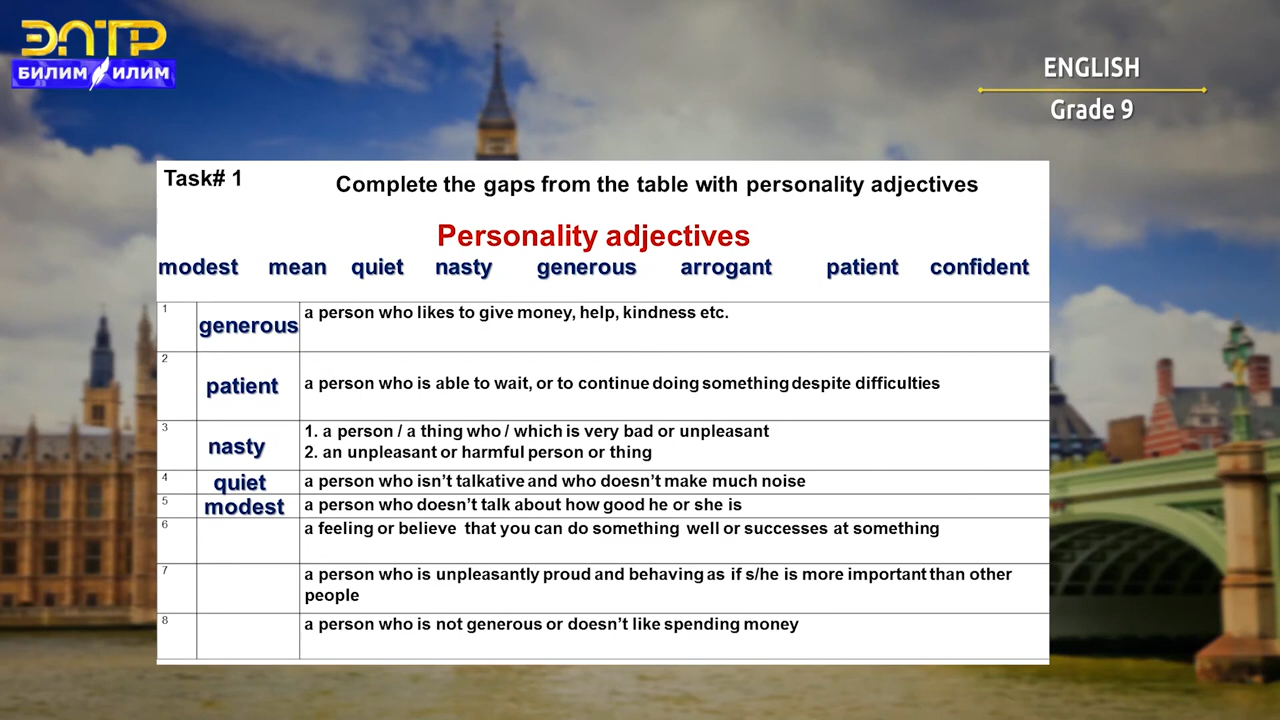 ЭЛТР
БИЛИМ ИЛИМ
ENGLISH
Grade 9
Task# 1
Complete the gaps from the table with personality adjectives
Personality adjectives
modest mean quiet nasty generous arrogant patient confident
1 generous a person who likes to give money, help, kindness etc.
2 patient a person who is able to wait, or to continue doing something despite difficulties
3 nasty 1. a person / a thing who / which is very bad or unpleasant
2. an unpleasant or harmful person or thing
4 quiet a person who isn’t talkative and who doesn’t make much noise
5 modest a person who doesn’t talk about how good he or she is
6 a feeling or believe that you can do something well or successes at something
7 a person who is unpleasantly proud and behaving as if s/he is more important than other
people
8 a person who is not generous or doesn’t like spending money